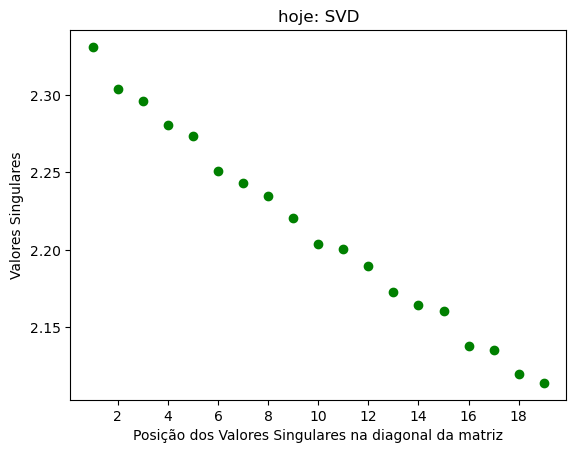 hoje: SVD
Valores Singulares
2.30
2.25
2.20
2.15
2 4 6 8 10 12 14 16 18
Posição dos Valores Singulares na diagonal da matriz